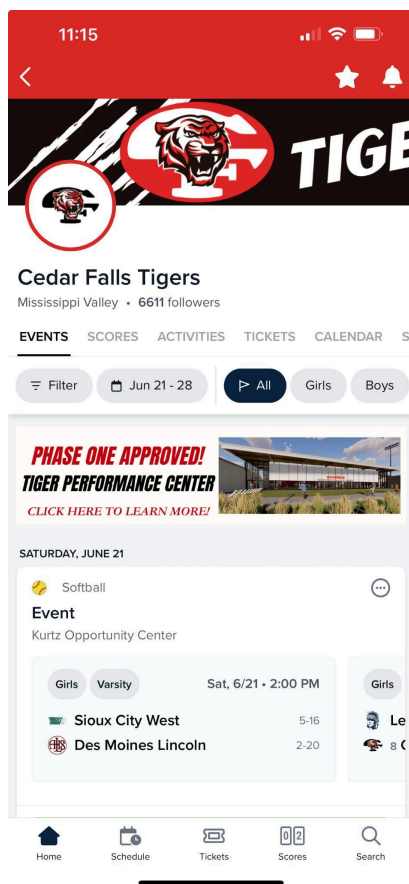 11:15
TIGE
Cedar Falls Tigers
Mississippi Valley • 6611 followers
EVENTS SCORES ACTIVITIES TICKETS CALENDAR S
Filter Jun 21 - 28 All Girls Boys
PHASE ONE APPROVED!
TIGER PERFORMANCE CENTER
CLICK HERE TO LEARN MORE!
SATURDAY, JUNE 21
Softball
Event
Kurtz Opportunity Center
Girls Varsity Sat, 6/21 • 2:00 PM Girls
Sioux City West 5-16 Le
Des Moines Lincoln 2-20 8 C
Home Schedule Tickets 02 Scores Search